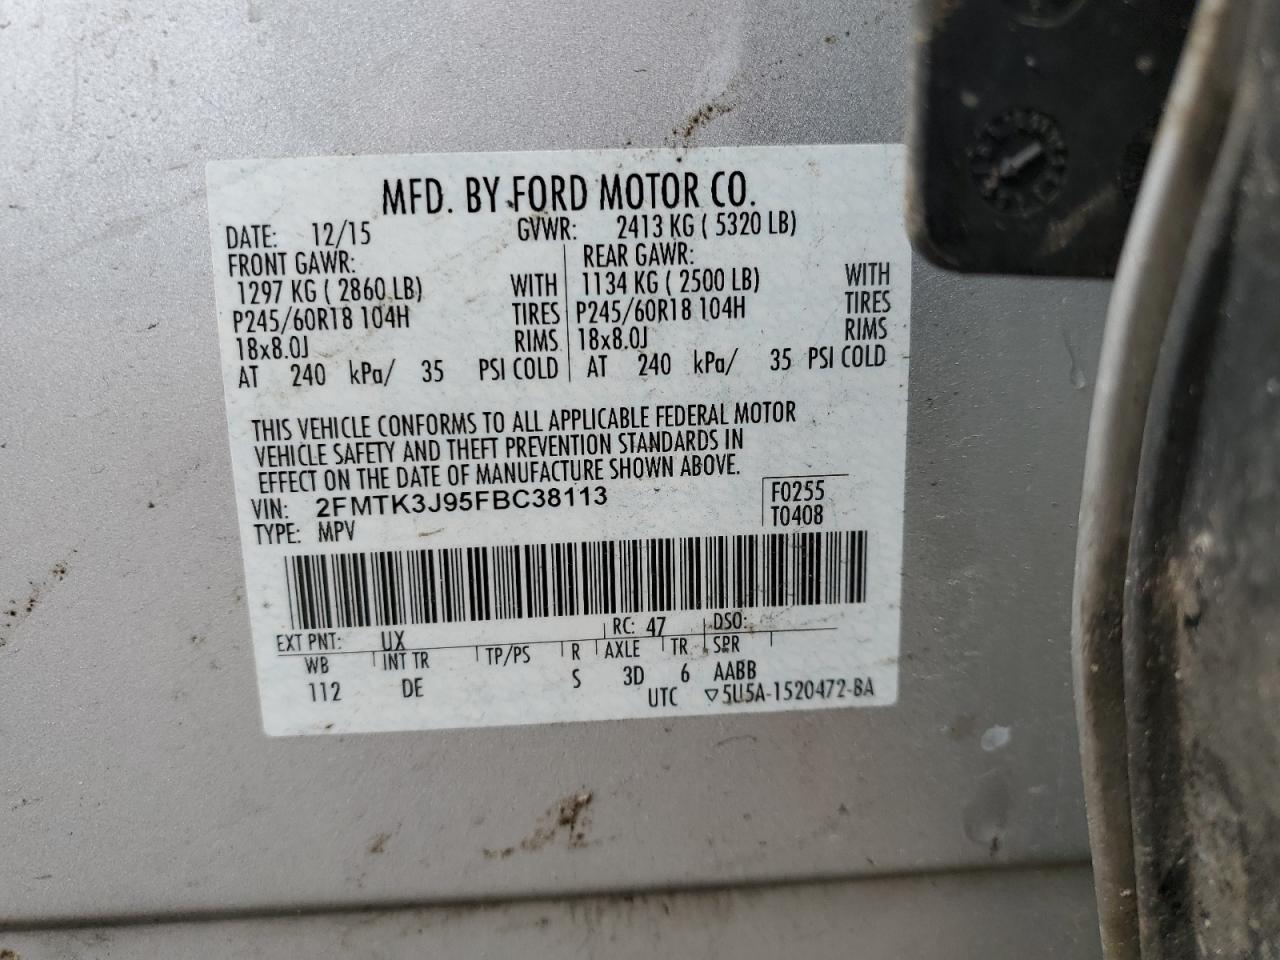 MFD. BY FORD MOTOR CO.
DATE: 12/15 GVWR: 2413 KG ( 5320 LB)
FRONT GAWR: REAR GAWR:
1297 KG ( 2860 LB) WITH 1134 KG ( 2500 LB) WITH
P245/60R18 104H TIRES P245/60R18 104H TIRES
18x8.0J RIMS 18x8.0J RIMS
AT 240 kPa/ 35 PSI COLD AT 240 kPa/ 35 PSI COLD
THIS VEHICLE CONFORMS TO ALL APPLICABLE FEDERAL MOTOR
VEHICLE SAFETY AND THEFT PREVENTION STANDARDS IN
EFFECT ON THE DATE OF MANUFACTURE SHOWN ABOVE.
VIN: 2FMTK3J95FBC38113 F0255
TYPE: MPV T0408
EXT PNT: UX RC: 47 DSO:
WB INT TR TP/PS R AXLE TR SPR
112 DE S 3D 6 AABB
UTC ▽5U5A-1520472-BA